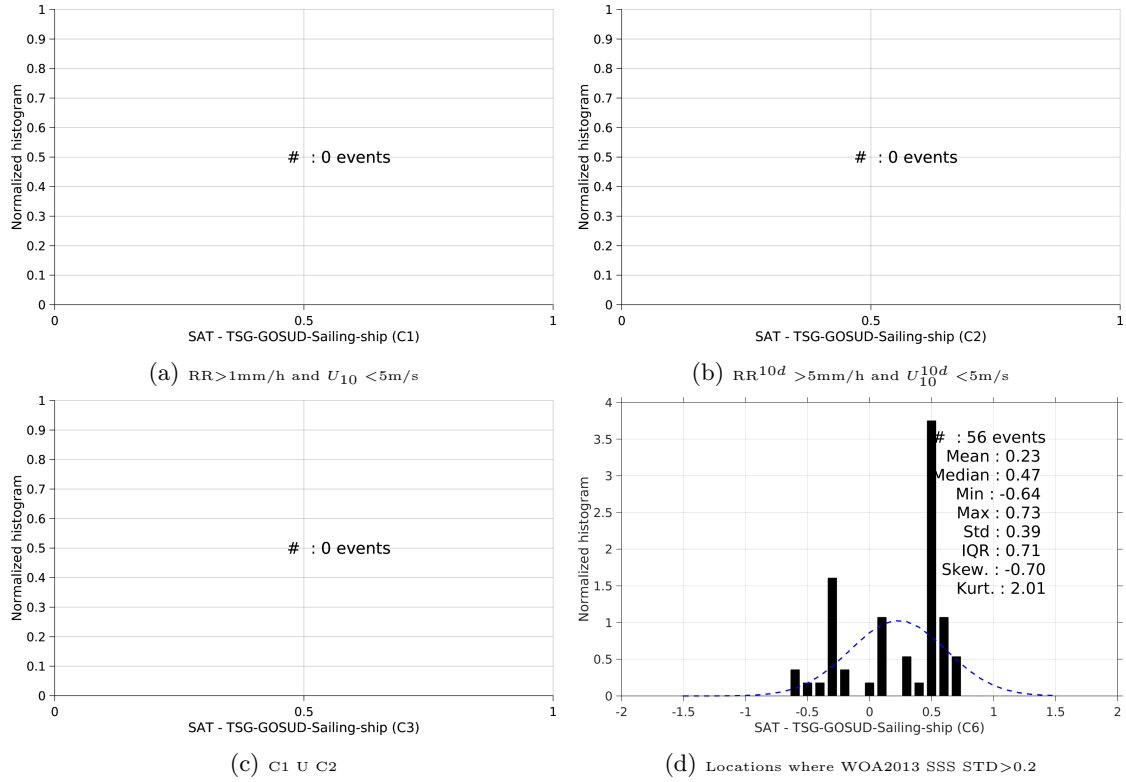 1
0.9
0.8
0.7
0.6
0.5
0.4
0.3
0.2
0.1
0
Normalized histogram
# : 0 events
0 0.5 1
SAT - TSG-GOSUD-Sailing-ship (C1)
(a) RR>1mm/h and U10 <5m/s
1
0.9
0.8
0.7
0.6
0.5
0.4
0.3
0.2
0.1
0
Normalized histogram
# : 0 events
0 0.5 1
SAT - TSG-GOSUD-Sailing-ship (C2)
(b) RR10d >5mm/h and U10d10 <5m/s
1
0.9
0.8
0.7
0.6
0.5
0.4
0.3
0.2
0.1
0
Normalized histogram
# : 0 events
0 0.5 1
SAT - TSG-GOSUD-Sailing-ship (C3)
(c) C1 U C2
4
3.5
3
2.5
2
1.5
1
0.5
0
Normalized histogram
# : 56 events
Mean : 0.23
Median : 0.47
Min : -0.64
Max : 0.73
Std : 0.39
IQR : 0.71
Skew. : -0.70
Kurt. : 2.01
-2 -1.5 -1 -0.5 0 0.5 1 1.5 2
SAT - TSG-GOSUD-Sailing-ship (C6)
(d) Locations where WOA2013 SSS STD>0.2